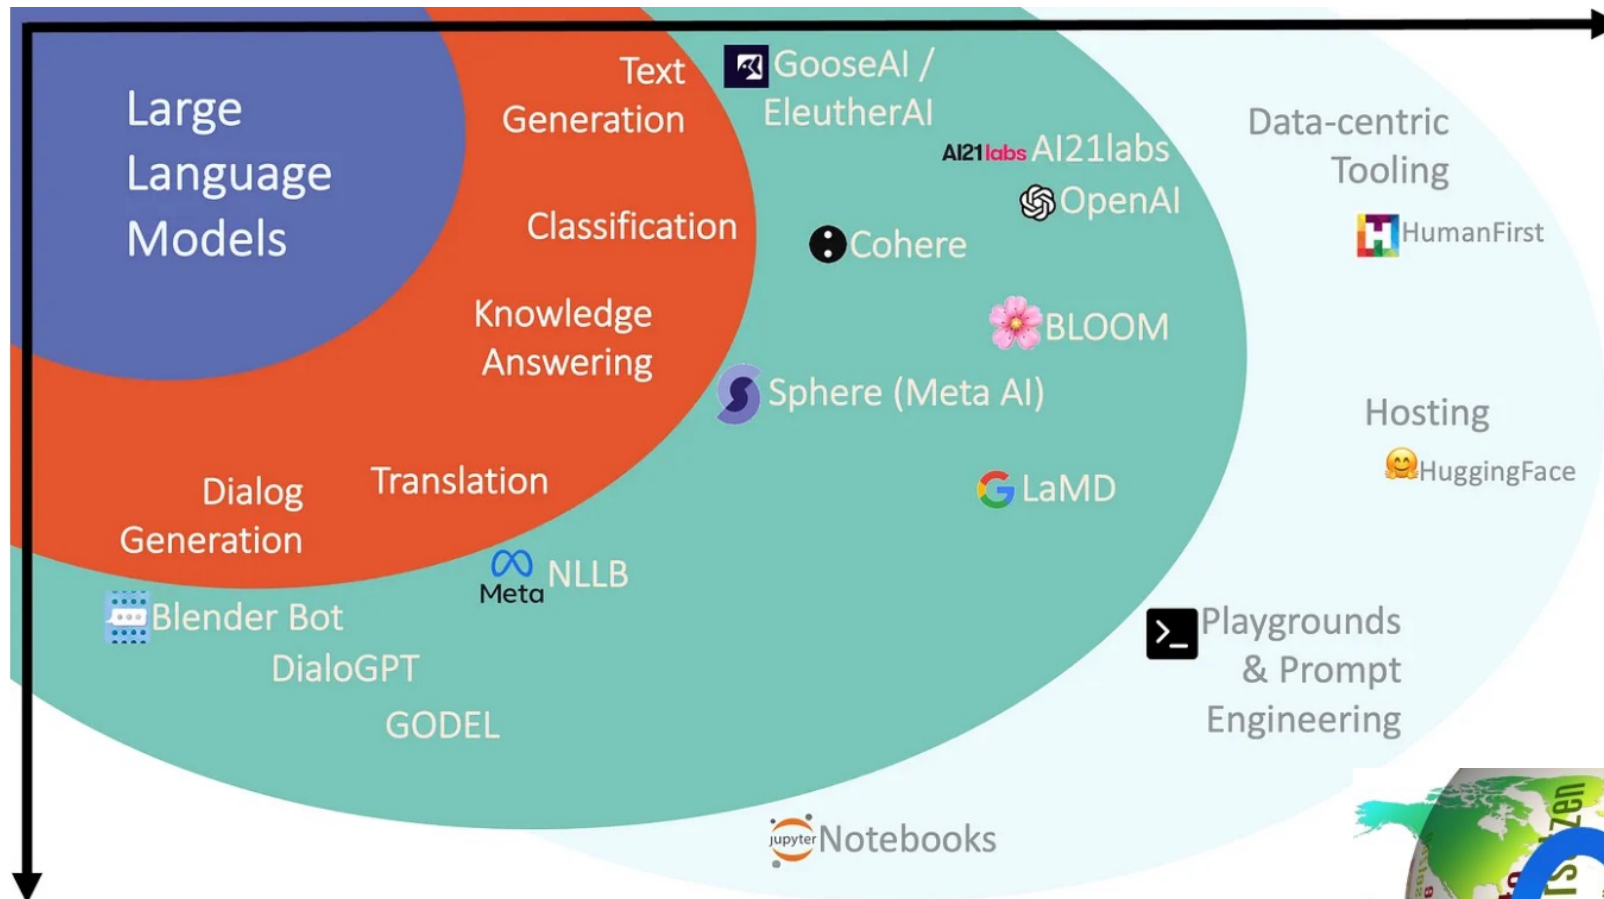 Large
Language
Models
Text
Generation
Classification
Knowledge
Answering
Translation
Dialog
Generation
GooseAI /
EleutherAI
AI21labs AI21labs
OpenAI
Cohere
BLOOM
Sphere (Meta AI)
LaMD
Meta NLLB
Blender Bot
DialoGPT
GODEL
Data-centric
Tooling
H HumanFirst
Hosting
HuggingFace
Playgrounds
& Prompt
Engineering
jupyter Notebooks